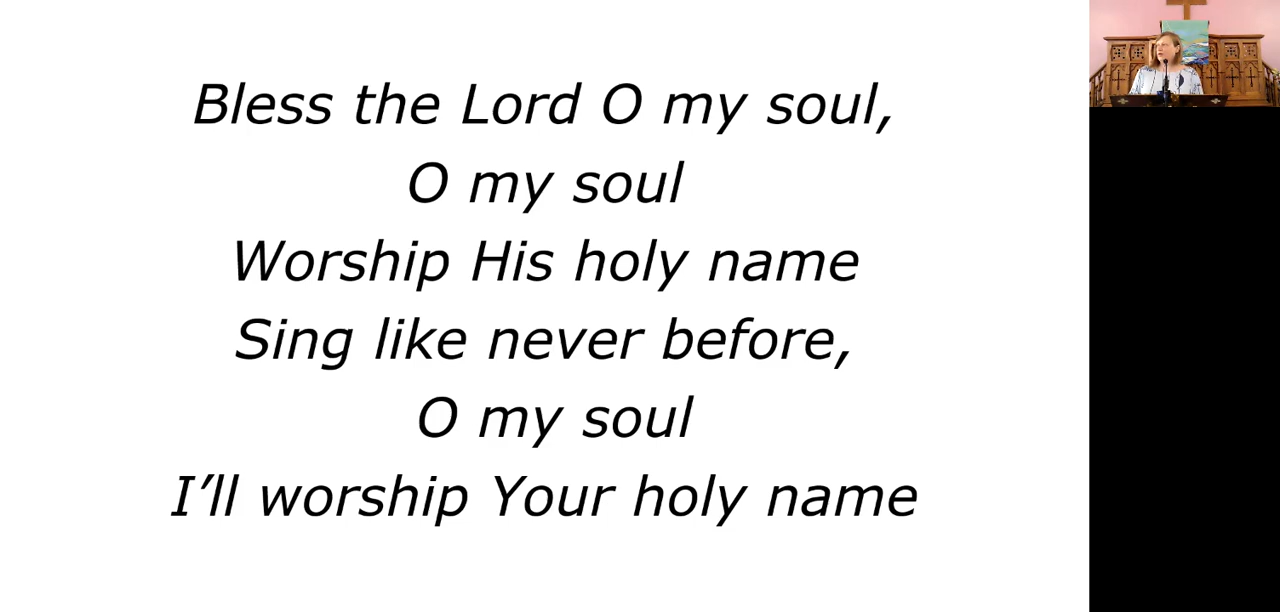 Bless the Lord O my soul,
O my soul
Worship His holy name
Sing like never before,
O my soul
I’ll worship Your holy name